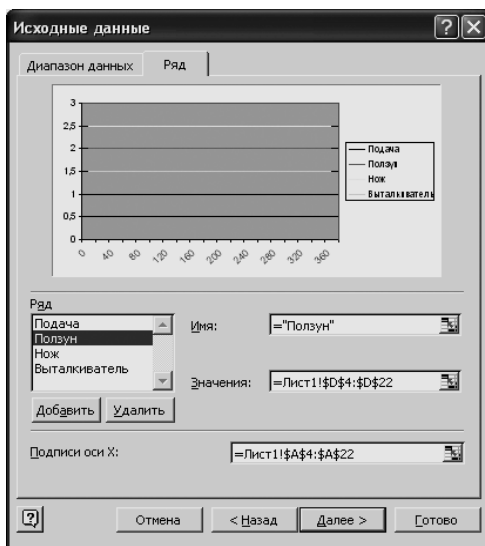 Исходные данные
Диапазон данных Ряд
3
2,5
2
1,5
1
0,5
0
0 40 80 120 160 200 240 280 320 360
Подача
Ползун
Нож
Выталкиватель
Ряд
Подача
Ползун
Нож
Выталкиватель
Имя: ="Ползун"
Значения: =Лист1!$D$4:$D$22
Добавить Удалить
Подписи оси X: =Лист1!$A$4:$A$22
Отмена < Назад Далее > Готово